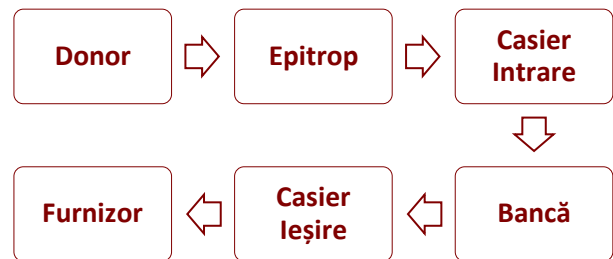 Donor
Epitrop
Casier
Intrare
Bancă
Casier
Ieșire
Furnizor